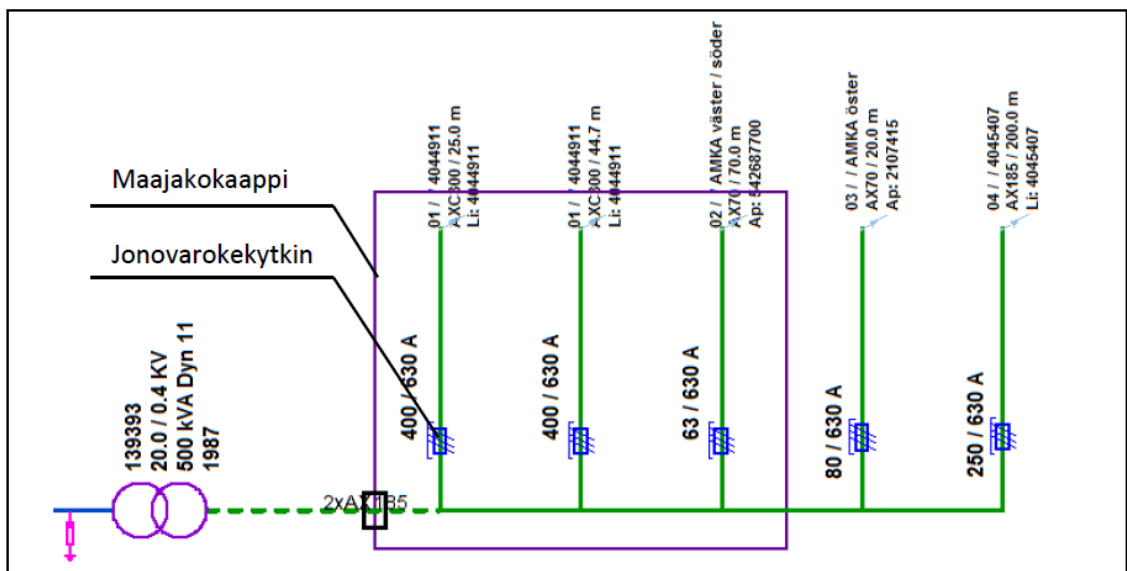 Maajakokaappi
Jonovarokekytkin
01 / / 4044911
AXC300 / 25.0 m
Li: 4044911
01 / / 4044911
AXC300 / 44.7 m
Li: 4044911
02 / / AMKA väster / söder
AX70 / 70.0 m
Ap: 542687700
03 / / AMKA öster
AX70 / 20.0 m
Ap: 2107415
04 / / 4045407
AX185 / 200.0 m
Li: 4045407
400 / 630 A
400 / 630 A
63 / 630 A
80 / 630 A
250 / 630 A
139393
20.0 / 0.4 KV
500 kVA Dyn 11
1987
2xAX185